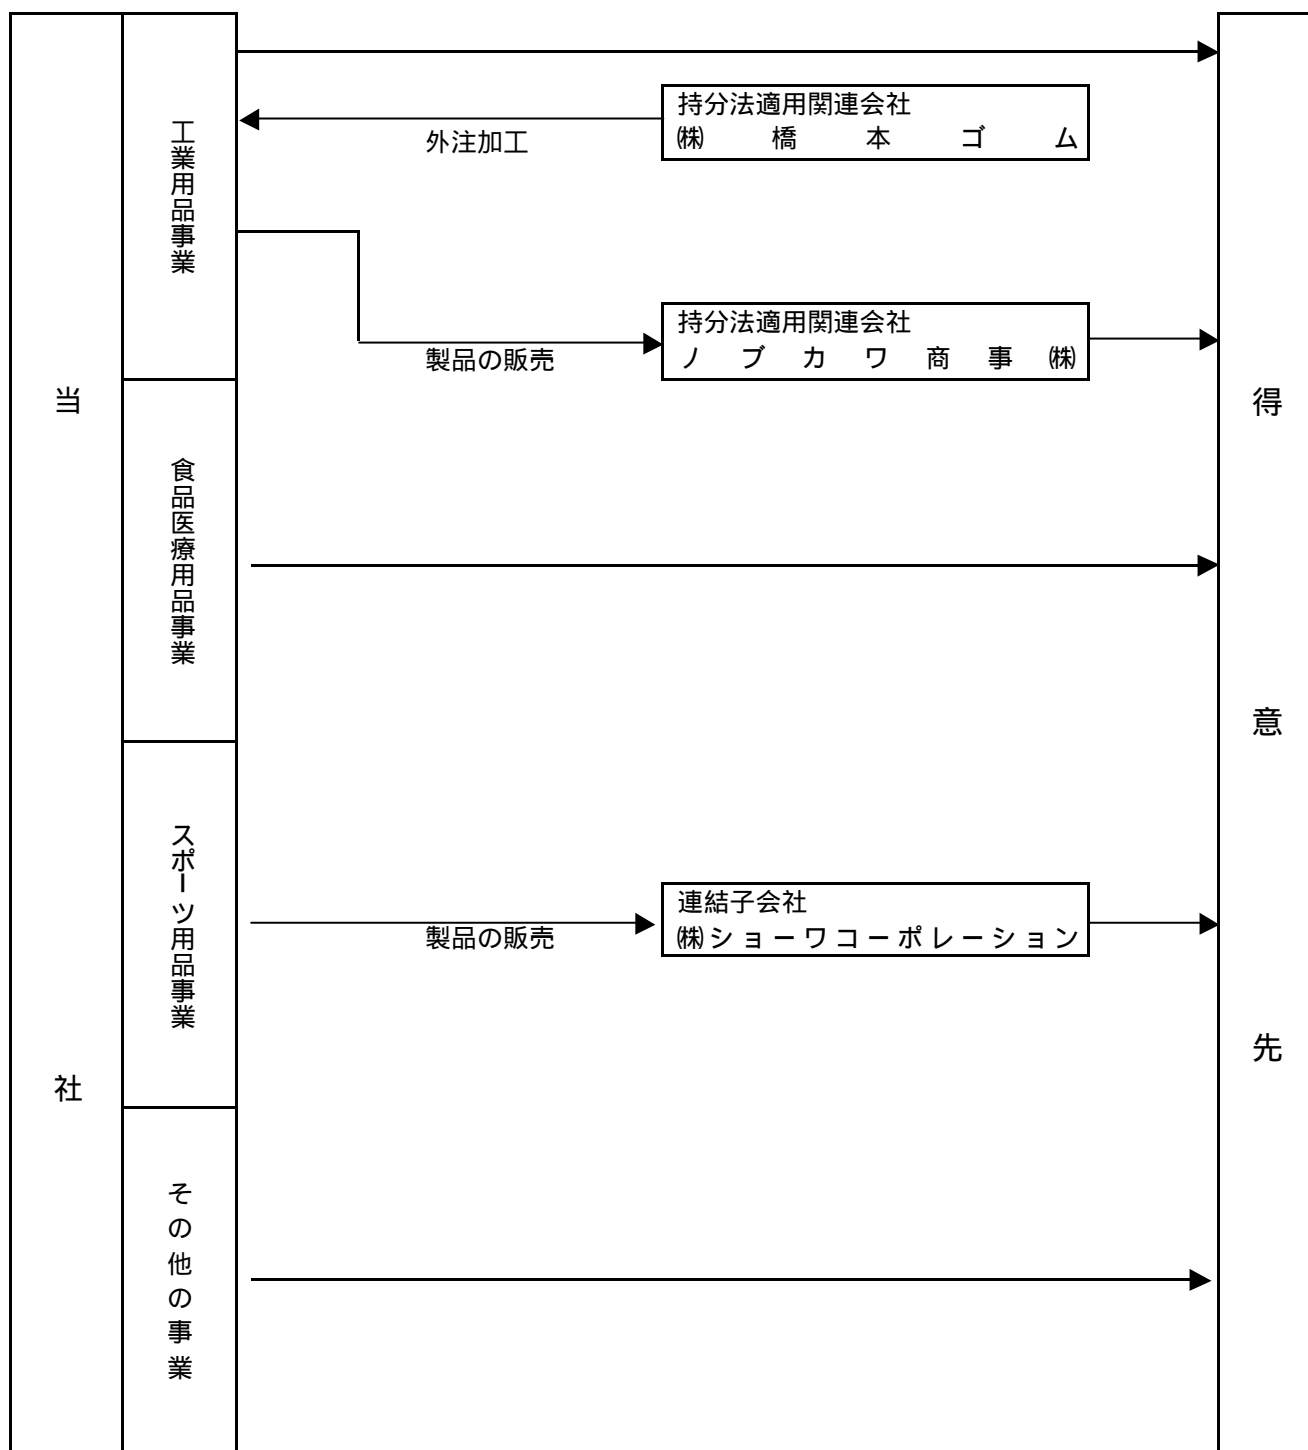 当社
工業用品事業
持分法適用関連会社
㈱橋本ゴム
外注加工
持分法適用関連会社
ノブカワ商事㈱
製品の販売
食品医療用品事業
スポーツ用品事業
連結子会社
㈱ショーワコーポレーション
製品の販売
その他の事業
得意先